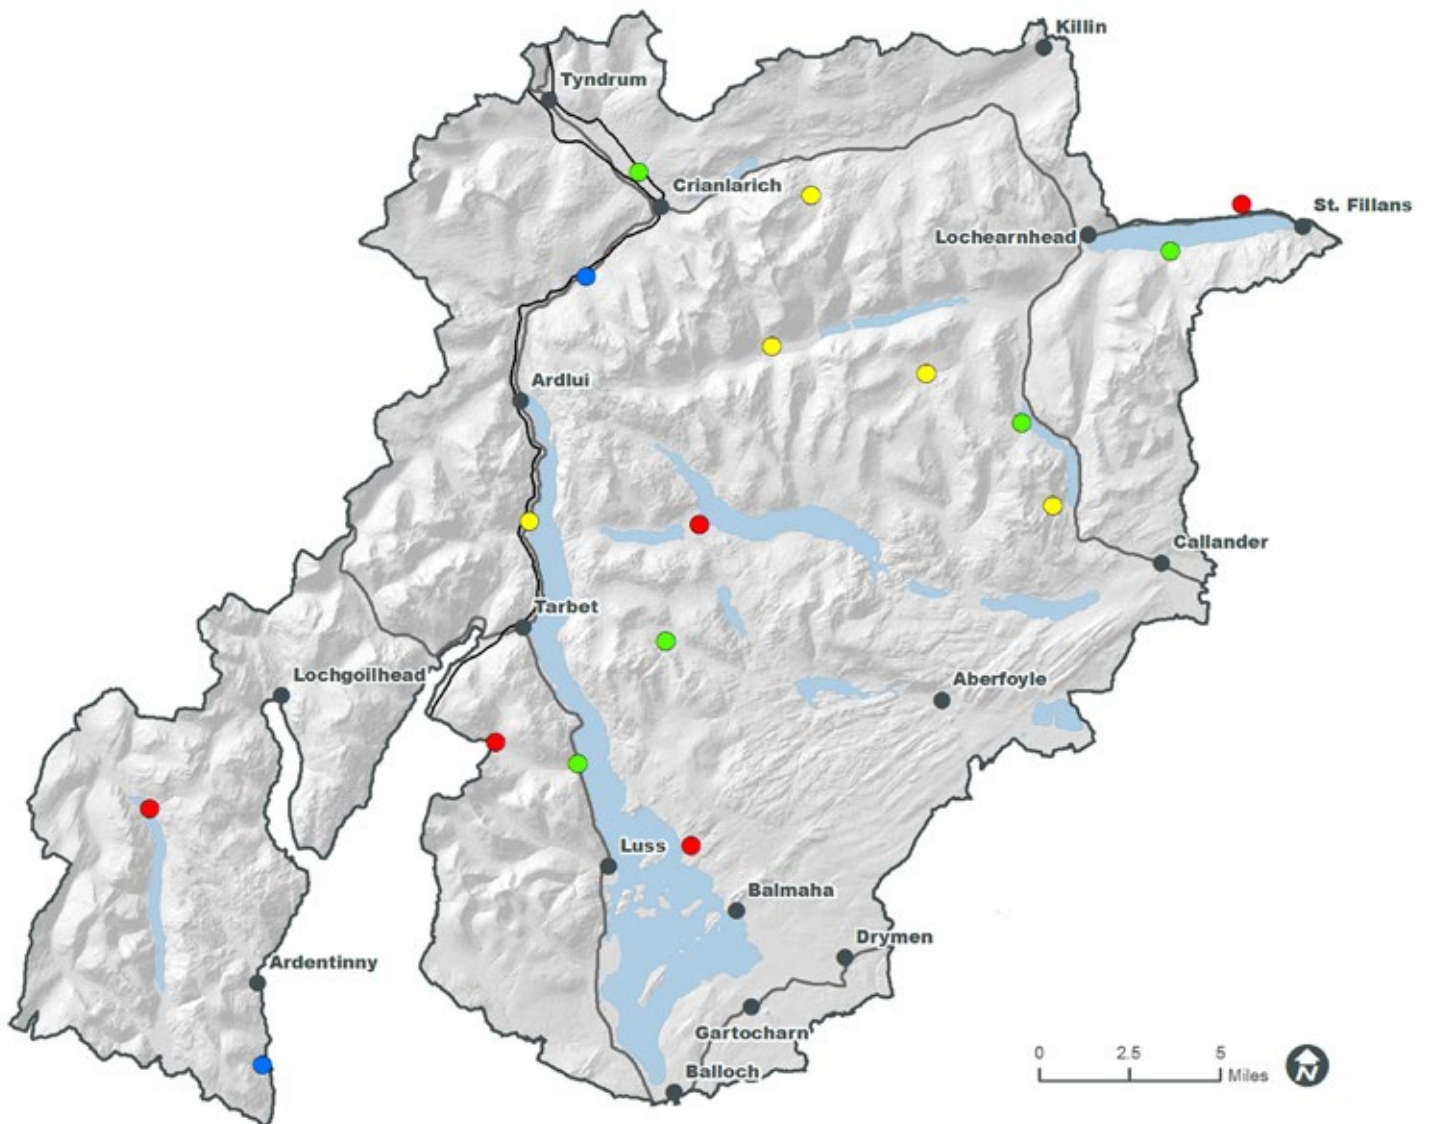 Killin
Tyndrum
Crianlarich
St. Fillans
Lochearnhead
Ardlui
Callander
Tarbet
Lochgoilhead
Aberfoyle
Luss
Balmaha
Drymen
Ardentinny
Gartocharn
0 2.5 5
Miles
N
Balloch